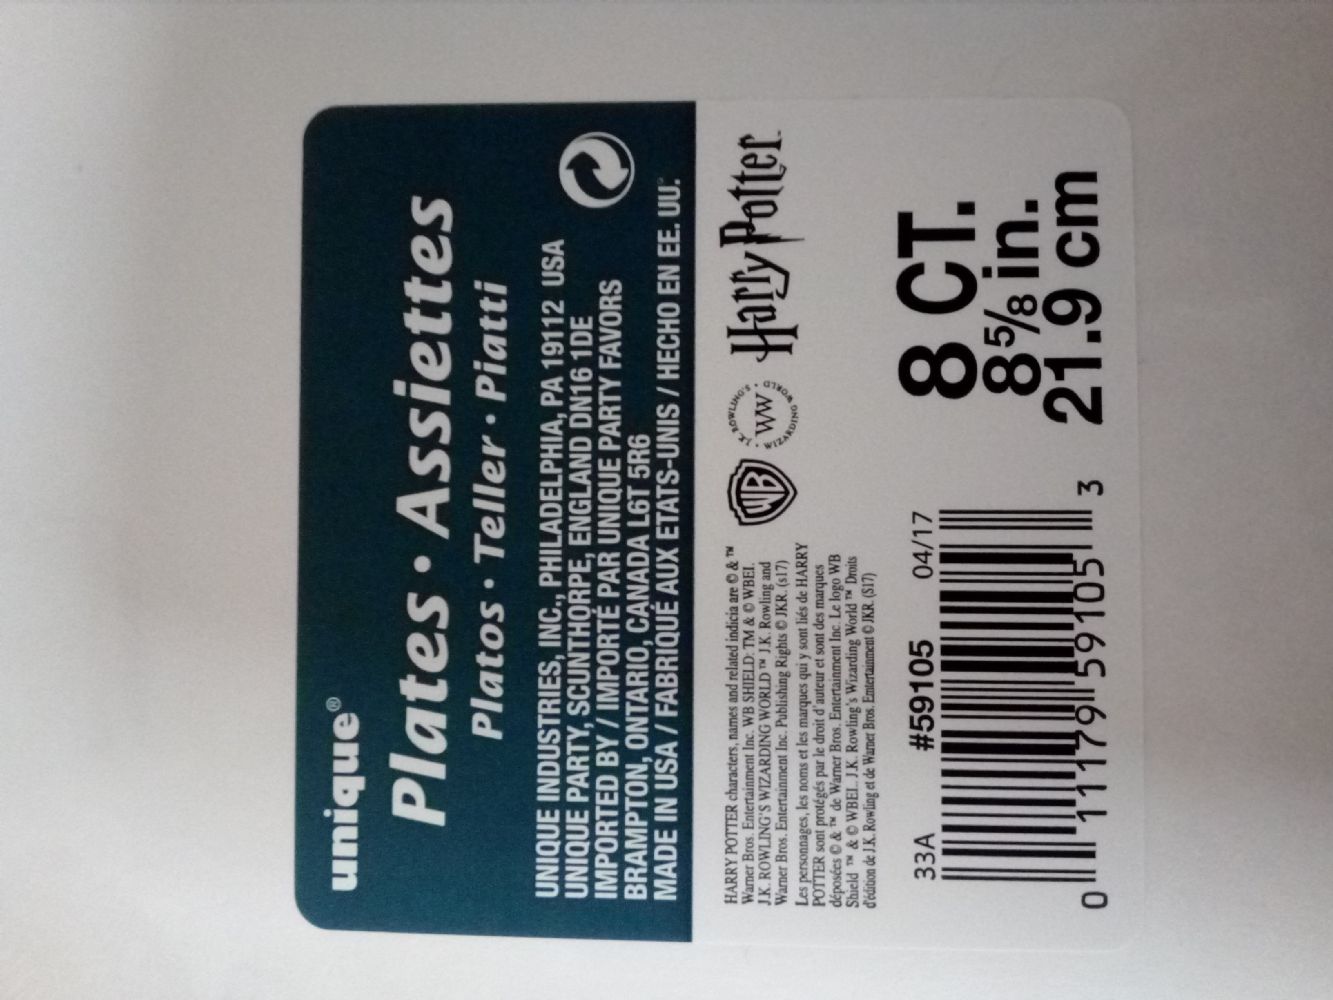 unique®
Plates • Assiettes
Platos • Teller • Piatti
UNIQUE INDUSTRIES, INC., PHILADELPHIA, PA 19112 USA
UNIQUE PARTY, SCUNTHORPE, ENGLAND DN16 1DE
IMPORTED BY / IMPORTÉ PAR UNIQUE PARTY FAVORS
BRAMPTON, ONTARIO, CANADA L6T 5R6
MADE IN USA / FABRIQUÉ AUX ETATS-UNIS / HECHO EN EE. UU.
HARRY POTTER characters, names and related indicia are © & ™
Warner Bros. Entertainment Inc. WB SHIELD: TM & © WBEI.
J.K. ROWLING'S WIZARDING WORLD ™ J.K. Rowling and
Warner Bros. Entertainment Inc. Publishing Rights © JKR. (s17)
Les personnages, les noms et les marques qui y sont liés de HARRY
POTTER sont protégés par le droit d'auteur et sont des marques
déposées © & ™ de Warner Bros. Entertainment Inc. Le logo WB
Shield ™ & © WBEI. J.K. Rowling's Wizarding World ™ Droits
d'édition de J.K. Rowling et de Warner Bros. Entertainment © JKR. (S17)
WB
J.K. ROWLING'S • WIZARDING WORLD •
WW
Harry Potter™
33A #59105 04/17
0 11179 59105 3
8 CT.
8 5/8 in.
21.9 cm